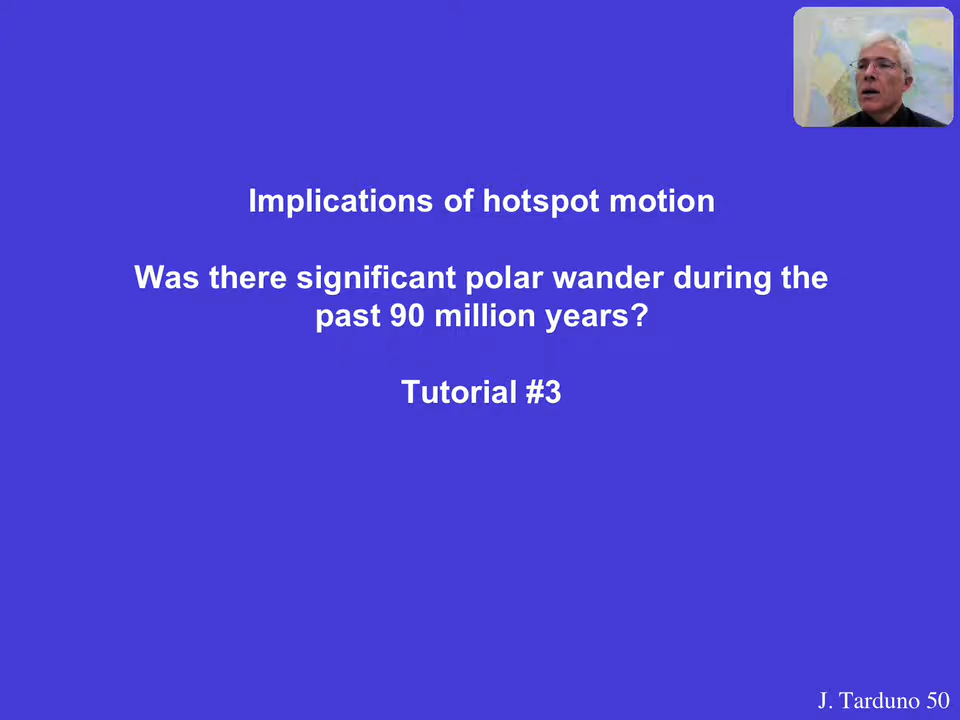 Implications of hotspot motion
Was there significant polar wander during the
past 90 million years?
Tutorial #3
J. Tarduno 50